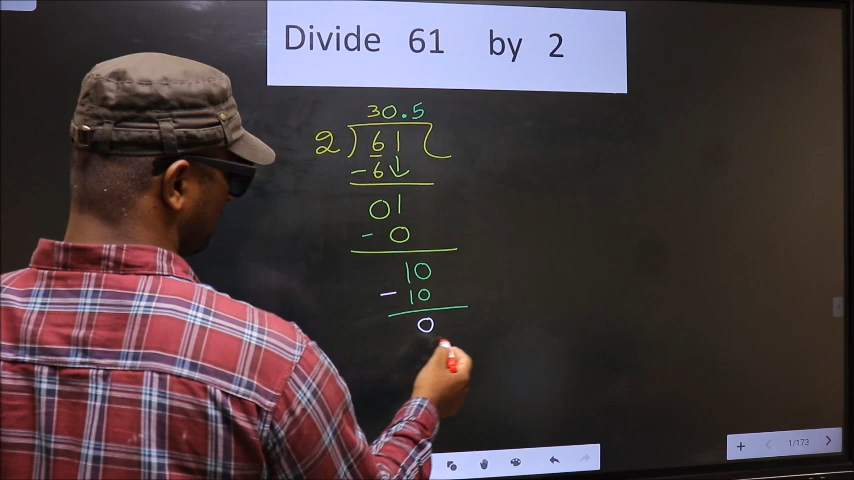 Divide 61 by 2
30.5
2 ) 61 (
-6↓
01
- 0
10
- 10
0
+ < 1/173 >